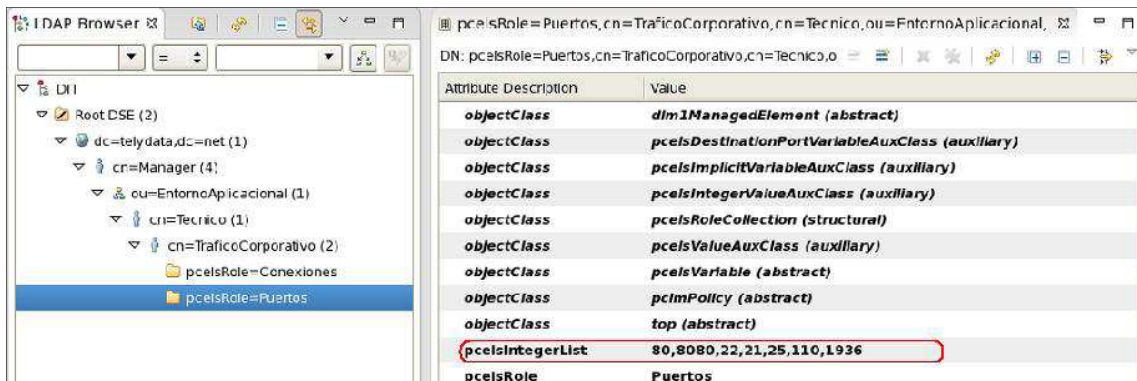 LDAP Browser
pcelsRole=Puertos,cn=TraficoCorporativo,cn=Tecnico,ou=EntornoAplicacional,
=
DN: pcelsRole=Puertos,cn=TraficoCorporativo,cn=Tecnico,o
DIT
Root DSE (2)
dc=telydata,dc=net (1)
cn=Manager (4)
ou=EntornoAplicacional (1)
cn=Tecnico (1)
cn=TraficoCorporativo (2)
pcelsRole=Conexiones
pcelsRole=Puertos
Attribute Description Value
objectClass dlm1ManagedElement (abstract)
objectClass pcelsDestinationPortVariableAuxClass (auxiliary)
objectClass pcelsImplicitVariableAuxClass (auxiliary)
objectClass pcelsIntegerValueAuxClass (auxiliary)
objectClass pcelsRoleCollection (structural)
objectClass pcelsValueAuxClass (auxiliary)
objectClass pcelsVariable (abstract)
objectClass pcimPolicy (abstract)
objectClass top (abstract)
pcelsIntegerList 80,8080,22,21,25,110,1936
pcelsRole Puertos